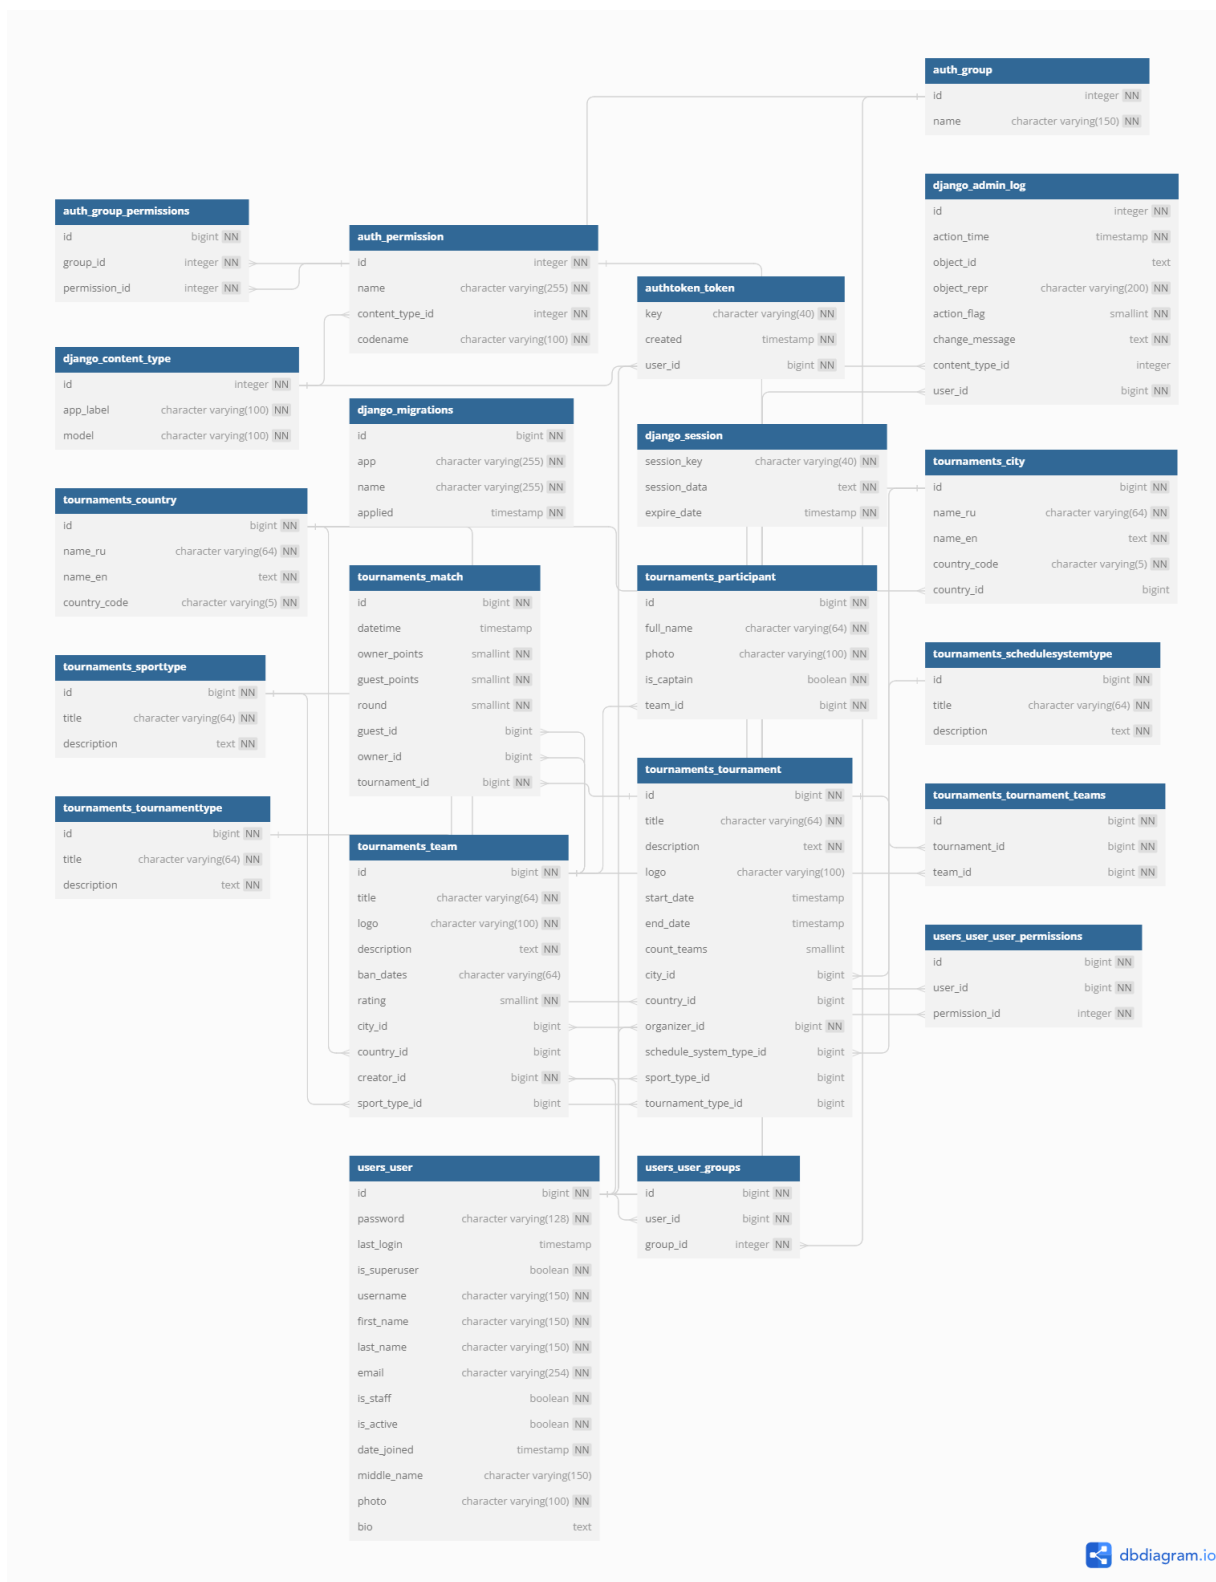 auth_group
id integer NN
name character varying(150) NN
django_admin_log
id integer NN
action_time timestamp NN
object_id text
object_repr character varying(200) NN
action_flag smallint NN
change_message text NN
content_type_id integer
user_id bigint NN
auth_group_permissions
id bigint NN
group_id integer NN
permission_id integer NN
auth_permission
id integer NN
name character varying(255) NN
content_type_id integer NN
codename character varying(100) NN
authtoken_token
key character varying(40) NN
created timestamp NN
user_id bigint NN
django_content_type
id integer NN
app_label character varying(100) NN
model character varying(100) NN
django_migrations
id bigint NN
app character varying(255) NN
name character varying(255) NN
applied timestamp NN
django_session
session_key character varying(40) NN
session_data text NN
expire_date timestamp NN
tournaments_city
id bigint NN
name_ru character varying(64) NN
name_en text NN
country_code character varying(5) NN
country_id bigint
tournaments_country
id bigint NN
name_ru character varying(64) NN
name_en text NN
country_code character varying(5) NN
tournaments_match
id bigint NN
datetime timestamp
owner_points smallint NN
guest_points smallint NN
round smallint NN
guest_id bigint
owner_id bigint
tournament_id bigint NN
tournaments_participant
id bigint NN
full_name character varying(64) NN
photo character varying(100) NN
is_captain boolean NN
team_id bigint NN
tournaments_schedulesystemtype
id bigint NN
title character varying(64) NN
description text NN
tournaments_sporttype
id bigint NN
title character varying(64) NN
description text NN
tournaments_tournament
id bigint NN
title character varying(64) NN
description text NN
logo character varying(100)
start_date timestamp
end_date timestamp
count_teams smallint
city_id bigint
country_id bigint
organizer_id bigint NN
schedule_system_type_id bigint
sport_type_id bigint
tournament_type_id bigint
tournaments_tournament_teams
id bigint NN
tournament_id bigint NN
team_id bigint NN
tournaments_tournamenttype
id bigint NN
title character varying(64) NN
description text NN
tournaments_team
id bigint NN
title character varying(64) NN
logo character varying(100) NN
description text NN
ban_dates character varying(64)
rating smallint NN
city_id bigint
country_id bigint
creator_id bigint NN
sport_type_id bigint
users_user_user_permissions
id bigint NN
user_id bigint NN
permission_id integer NN
users_user
id bigint NN
password character varying(128) NN
last_login timestamp
is_superuser boolean NN
username character varying(150) NN
first_name character varying(150) NN
last_name character varying(150) NN
email character varying(254) NN
is_staff boolean NN
is_active boolean NN
date_joined timestamp NN
middle_name character varying(150)
photo character varying(100) NN
bio text
users_user_groups
id bigint NN
user_id bigint NN
group_id integer NN
dbdiagram.io